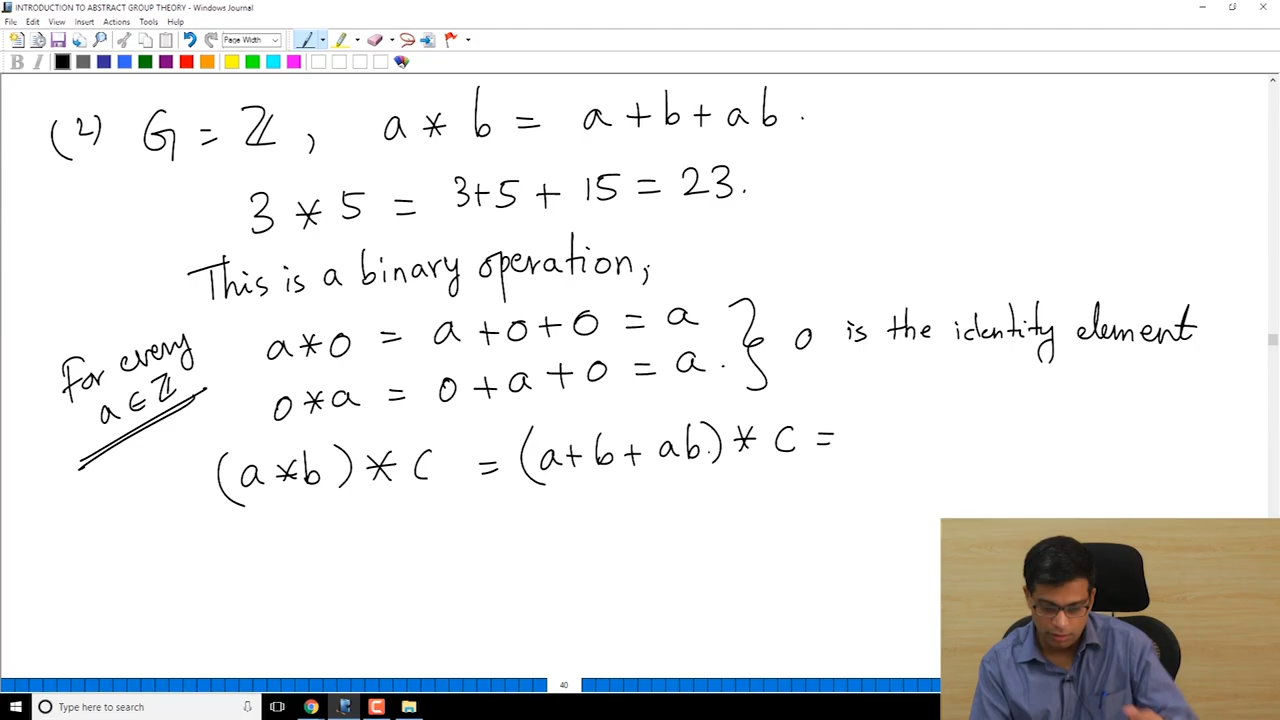 INTRODUCTION TO ABSTRACT GROUP THEORY - Windows Journal
File Edit View Insert Actions Tools Help
Page Width
B I
(2) G = ℤ, a * b = a + b + ab.
3 * 5 = 3+5 + 15 = 23.
This is a binary operation;
For every a ∈ ℤ
a * 0 = a + 0 + 0 = a
0 * a = 0 + a + 0 = a.
} 0 is the identity element
(a * b) * c = (a + b + ab) * c =
40
Type here to search